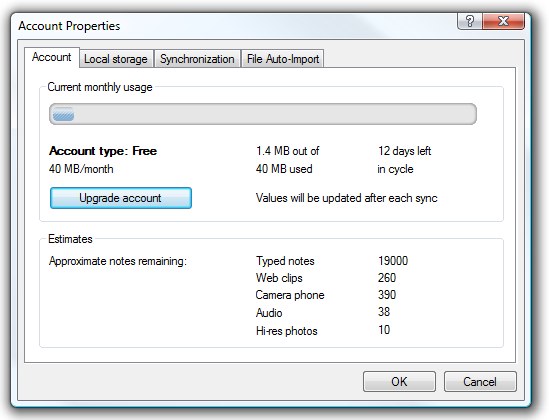 Account Properties
Account Local storage Synchronization File Auto-Import
Current monthly usage
Account type: Free 1.4 MB out of 12 days left
40 MB/month 40 MB used in cycle
Upgrade account Values will be updated after each sync
Estimates
Approximate notes remaining: Typed notes 19000
Web clips 260
Camera phone 390
Audio 38
Hi-res photos 10
OK Cancel